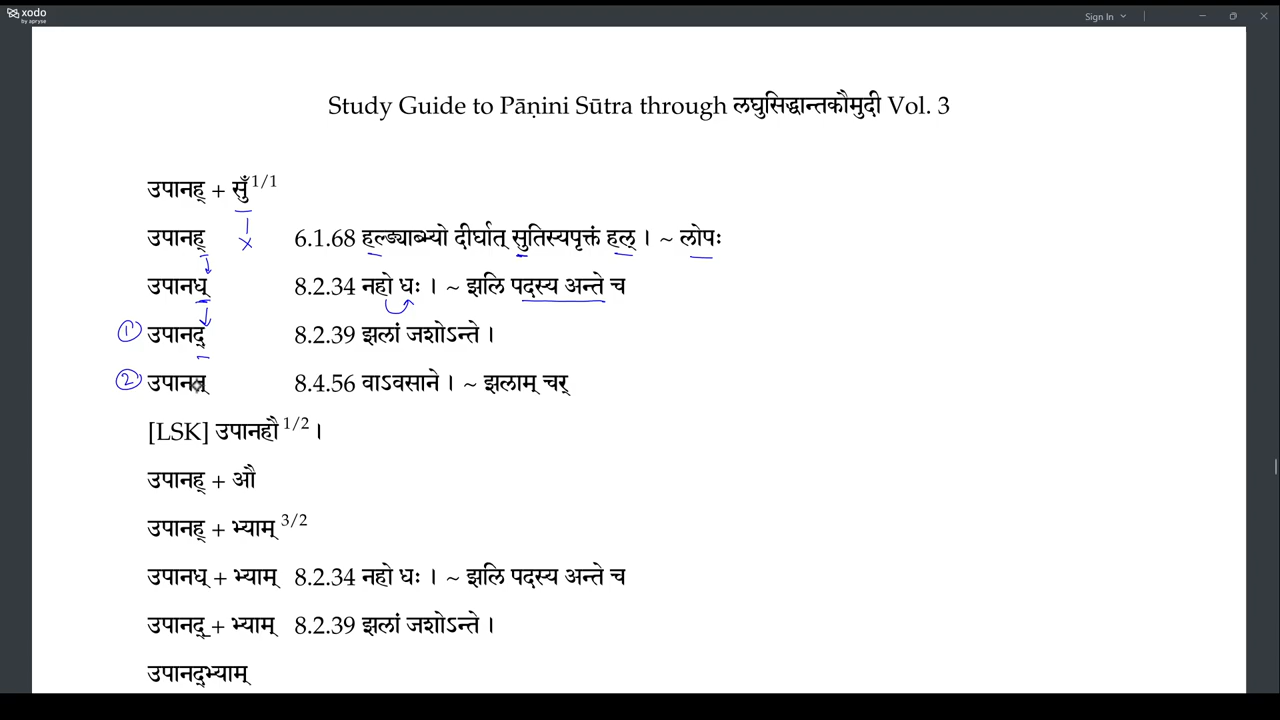 xodo
by apryse
Sign In
Study Guide to Pāṇini Sūtra through लघुसिद्धान्तकौमुदी Vol. 3
उपानह् + सुँ 1/1
उपानह् x 6.1.68 हल्ङ्याब्भ्यो दीर्घात् सुतिस्यपृक्तं हल् । ~ लोपः
उपानध् 8.2.34 नहो धः । ~ झलि पदस्य अन्ते च
1 उपानद् 8.2.39 झलां जशोऽन्ते ।
2 उपानत् 8.4.56 वाऽवसाने । ~ झलाम् चर्
[LSK] उपानहौ 1/2 ।
उपानह् + औ
उपानह् + भ्याम् 3/2
उपानध् + भ्याम् 8.2.34 नहो धः । ~ झलि पदस्य अन्ते च
उपानद् + भ्याम् 8.2.39 झलां जशोऽन्ते ।
उपानद्भ्याम्